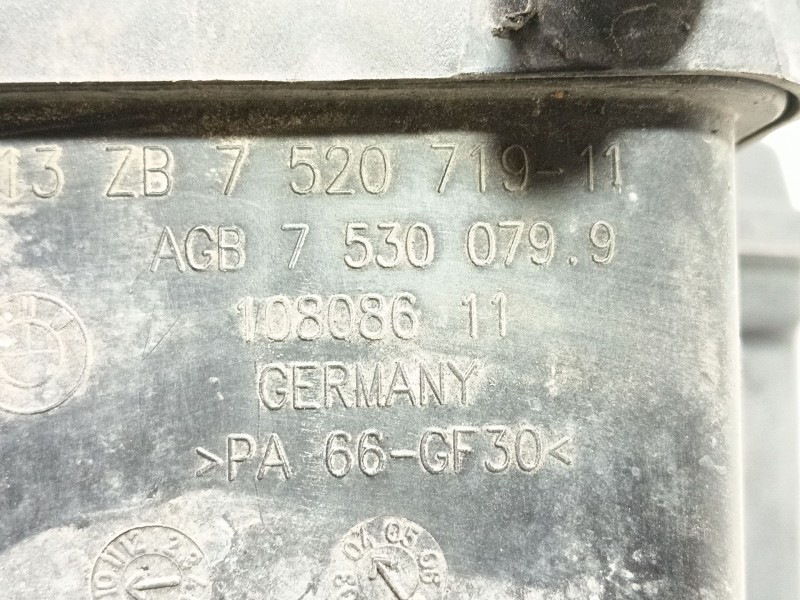 13 ZB 7 520 719-11
AGB 7 530 079.9
108086 11
GERMANY
>PA 66-GF30<